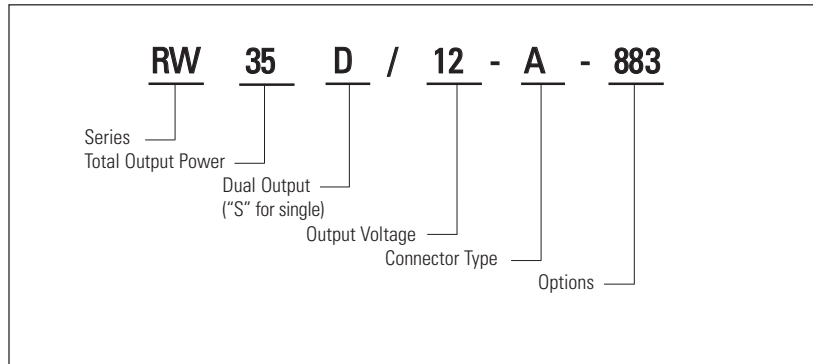 RW 35 D / 12 - A - 883
Series
Total Output Power
Dual Output
(“S” for single)
Output Voltage
Connector Type
Options